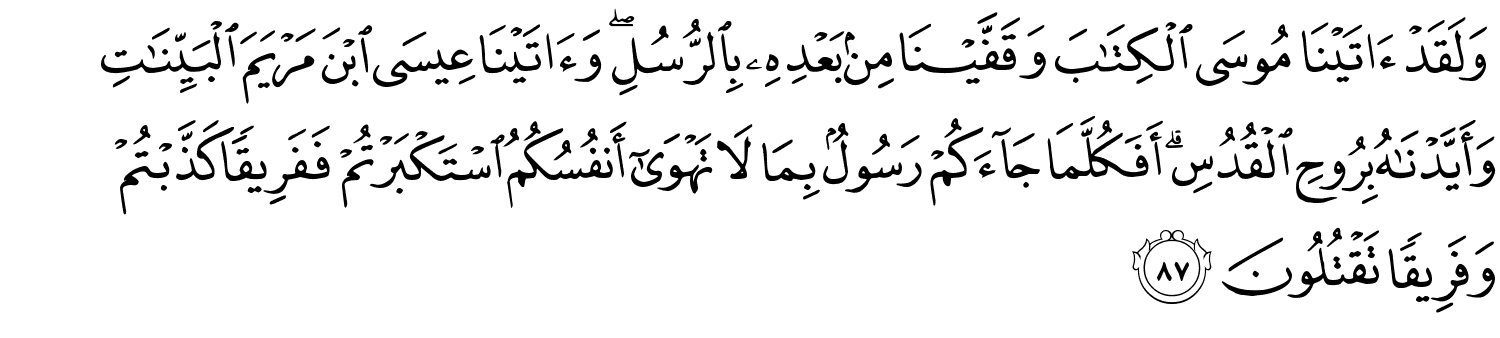 وَلَقَدْ ءَاتَيْنَا مُوسَى ٱلْكِتَٰبَ وَقَفَّيْنَا مِنۢ بَعْدِهِۦ بِٱلرُّسُلِ ۖ وَءَاتَيْنَا عِيسَى ٱبْنَ مَرْيَمَ ٱلْبَيِّنَٰتِ
وَأَيَّدْنَٰهُ بِرُوحِ ٱلْقُدُسِ ۗ أَفَكُلَّمَا جَآءَكُمْ رَسُولٌۢ بِمَا لَا تَهْوَىٰٓ أَنفُسُكُمُ ٱسْتَكْبَرْتُمْ فَفَرِيقًا كَذَّبْتُمْ
وَفَرِيقًا تَقْتُلُونَ ٨٧